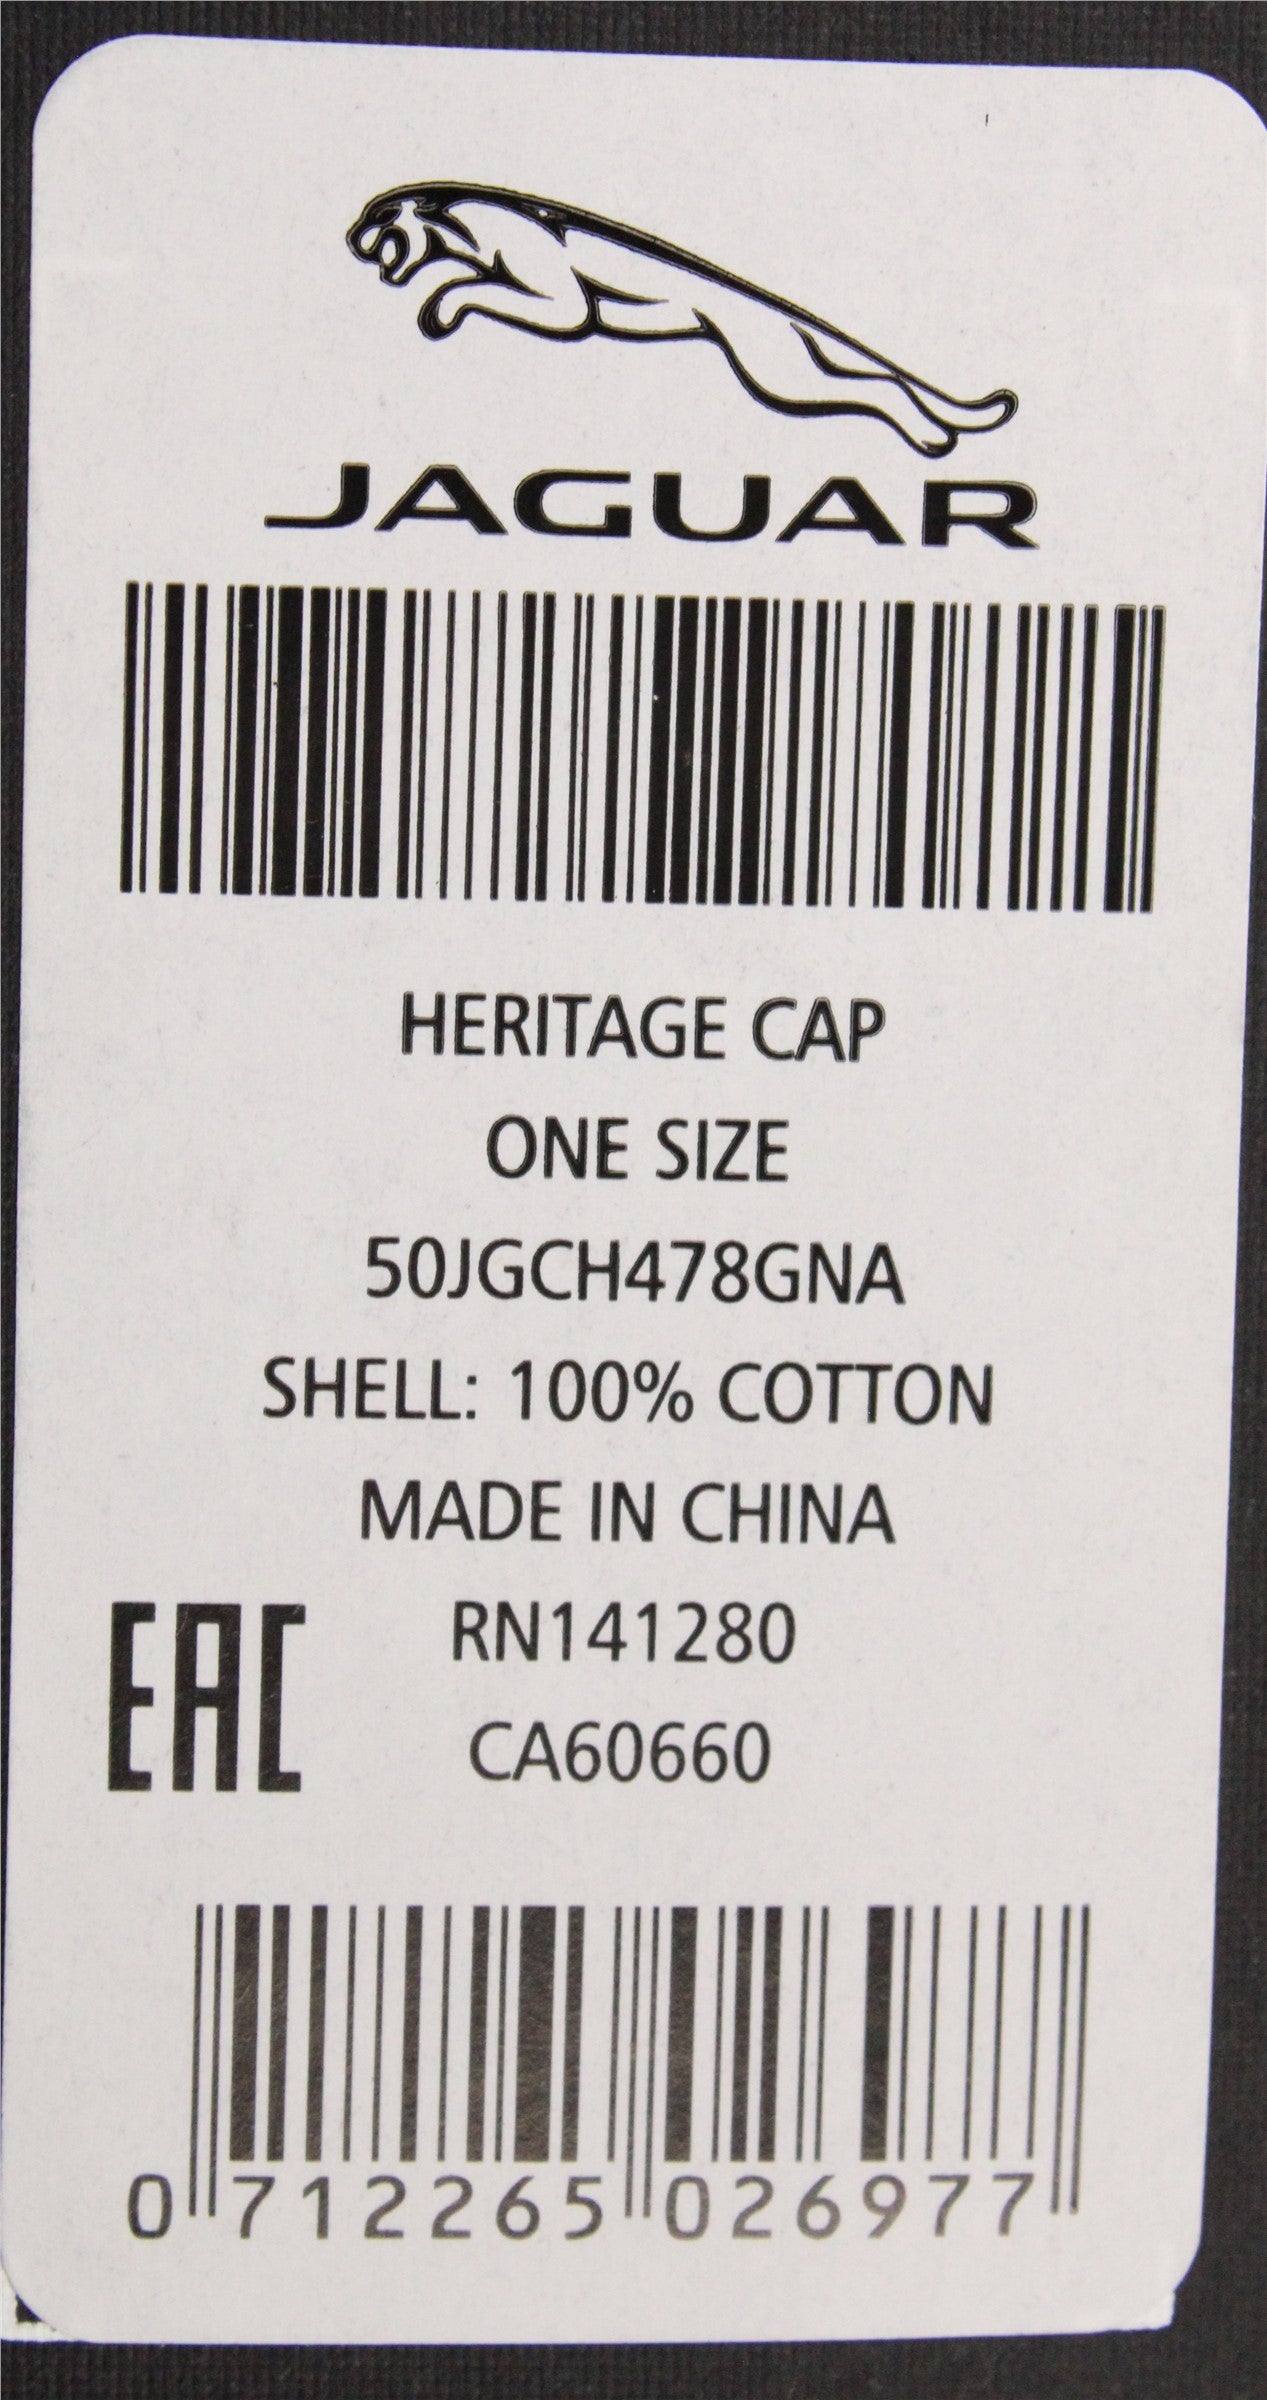 JAGUAR
HERITAGE CAP
ONE SIZE
50JGCH478GNA
SHELL: 100% COTTON
MADE IN CHINA
EAC
RN141280
CA60660
0 712265 026977